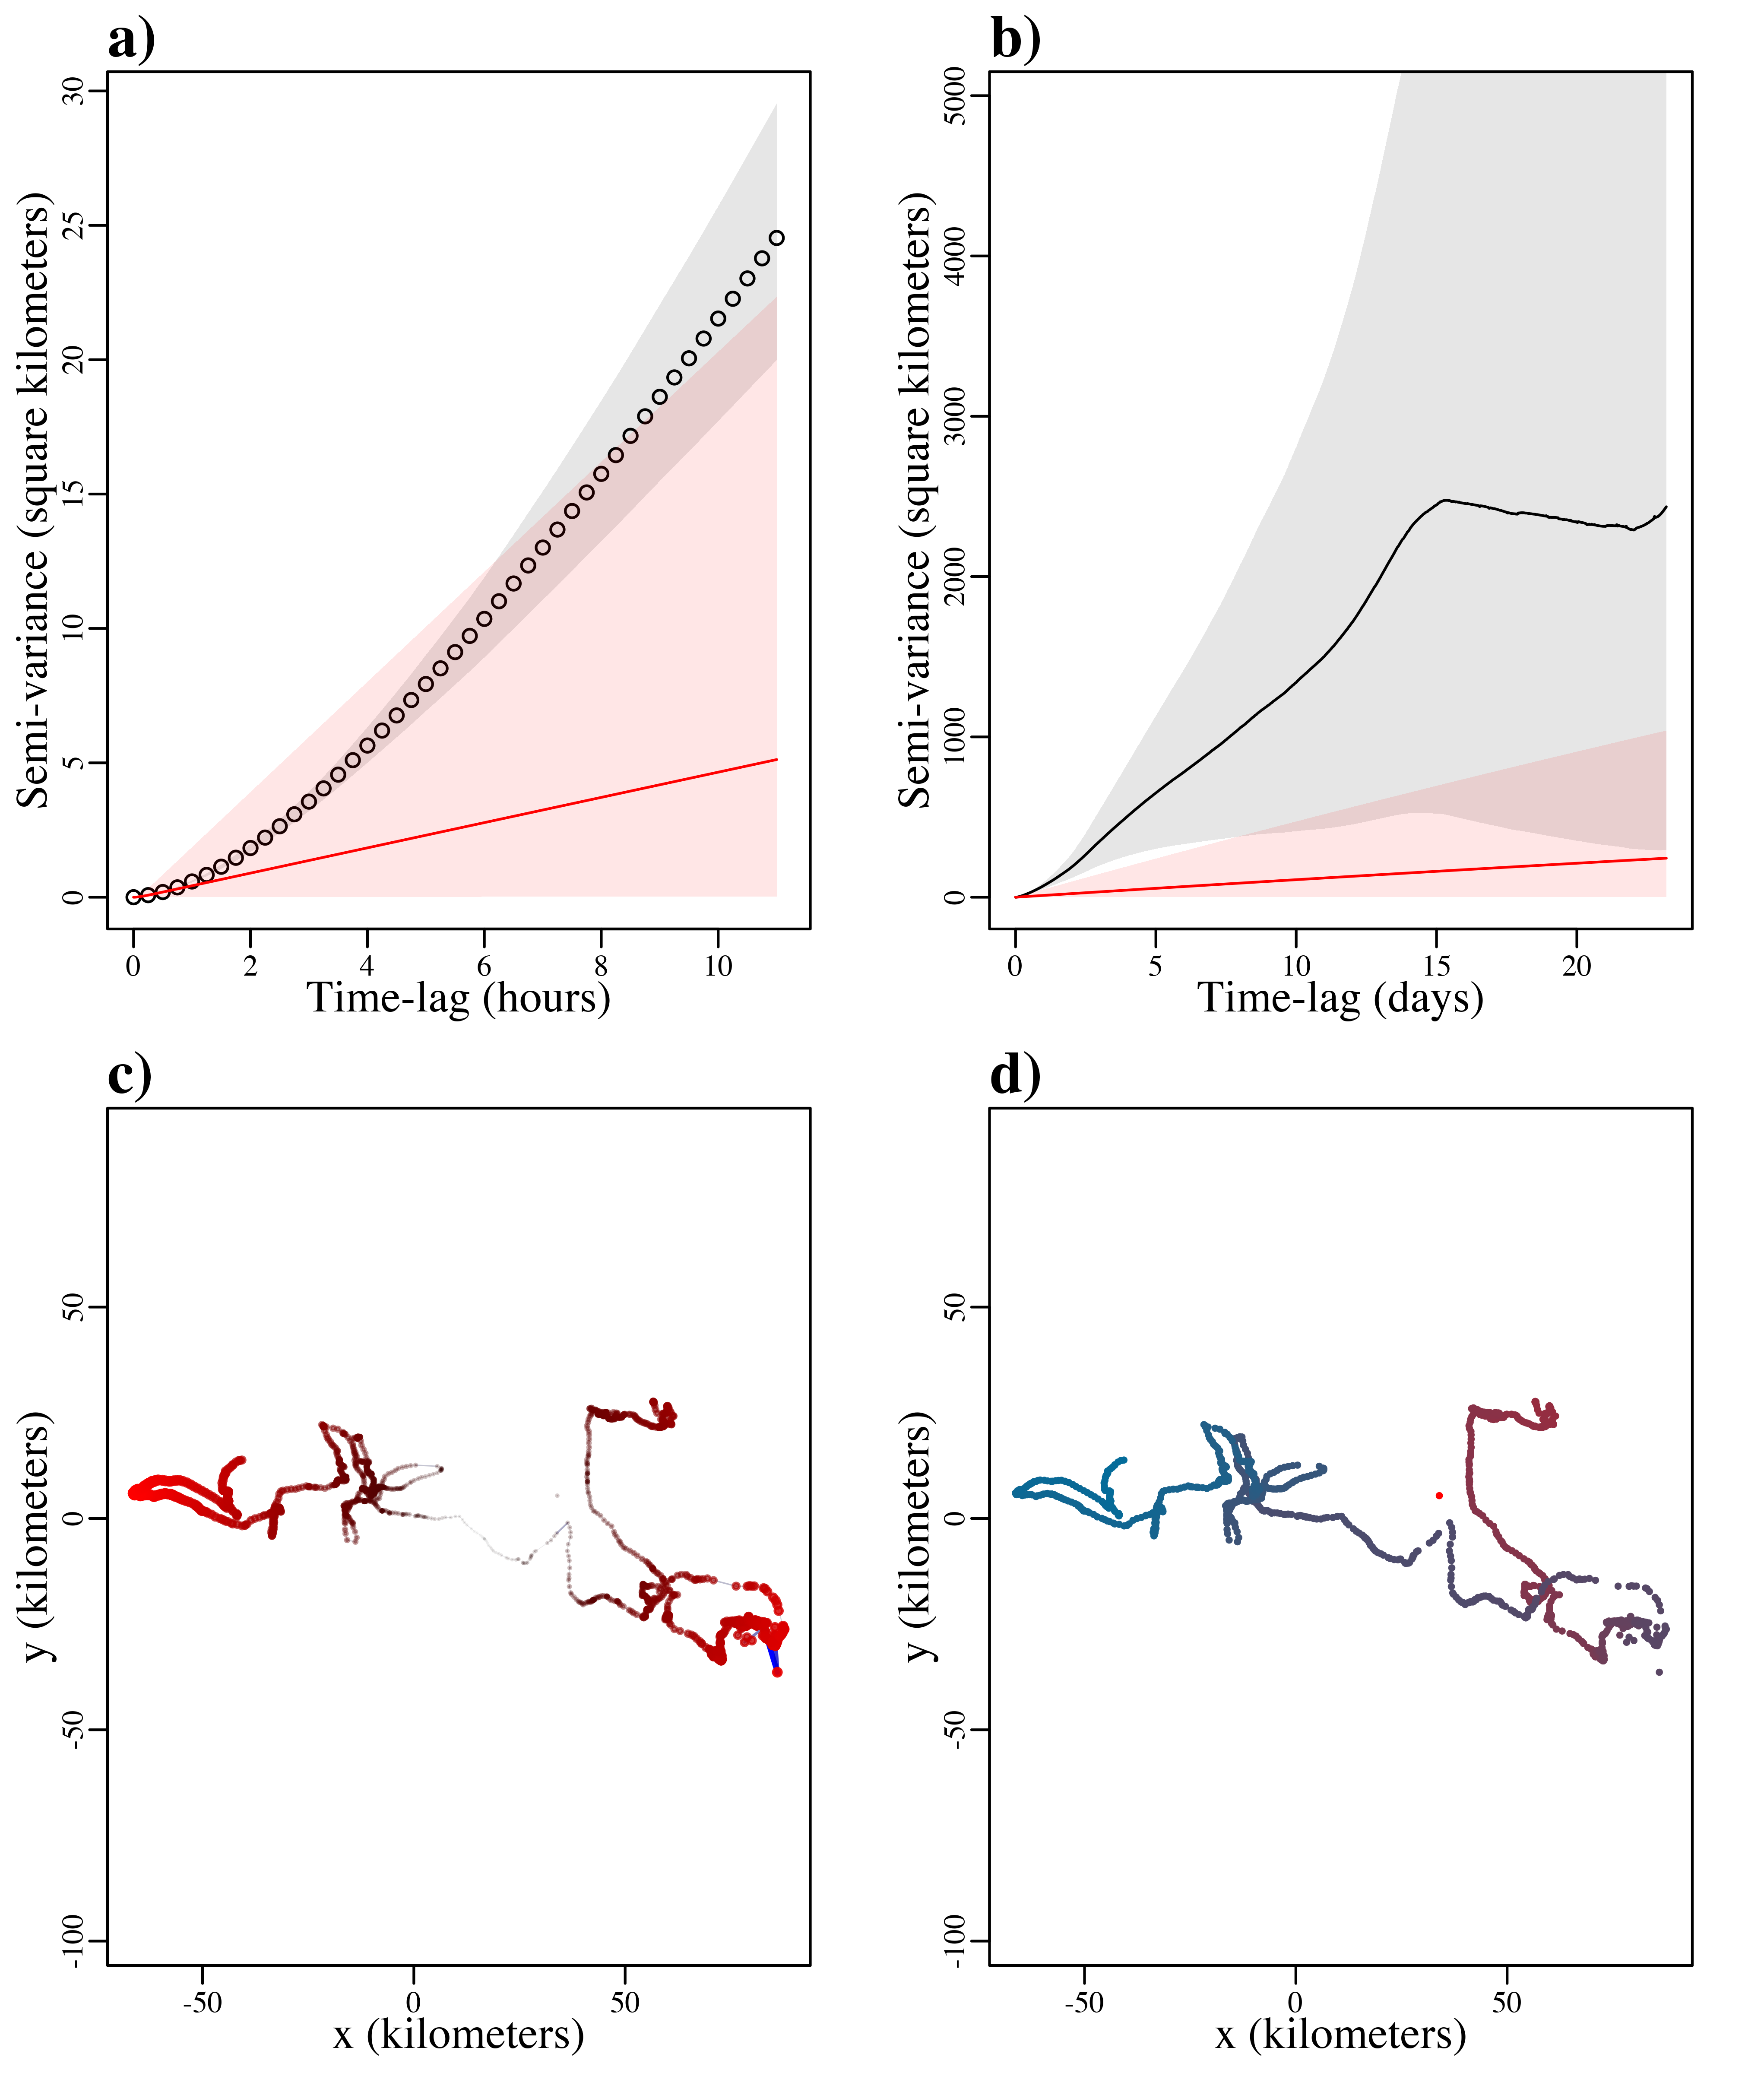 a)
Semi-variance (square kilometers)
30
25
20
15
10
5
0
0 2 4 6 8 10
Time-lag (hours)
b)
Semi-variance (square kilometers)
5000
4000
3000
2000
1000
0
0 5 10 15 20
Time-lag (days)
c)
y (kilometers)
50
0
-50
-100
-50 0 50
x (kilometers)
d)
y (kilometers)
50
0
-50
-100
-50 0 50
x (kilometers)